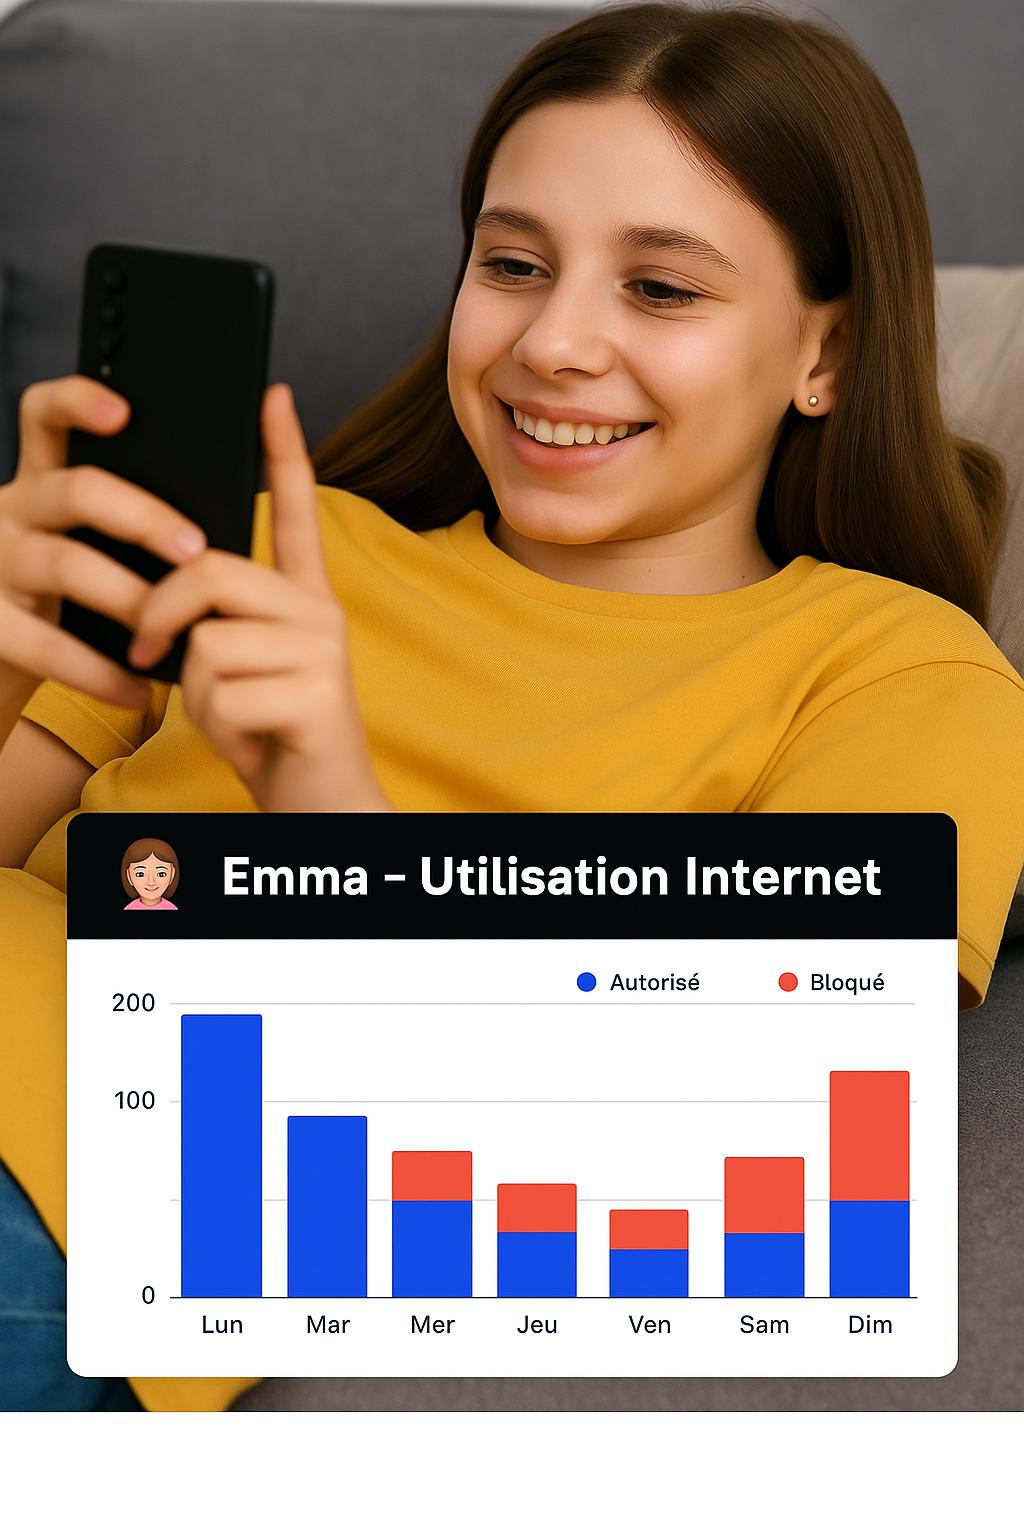 Emma – Utilisation Internet
Autorisé Bloqué
200
100
0
Lun Mar Mer Jeu Ven Sam Dim